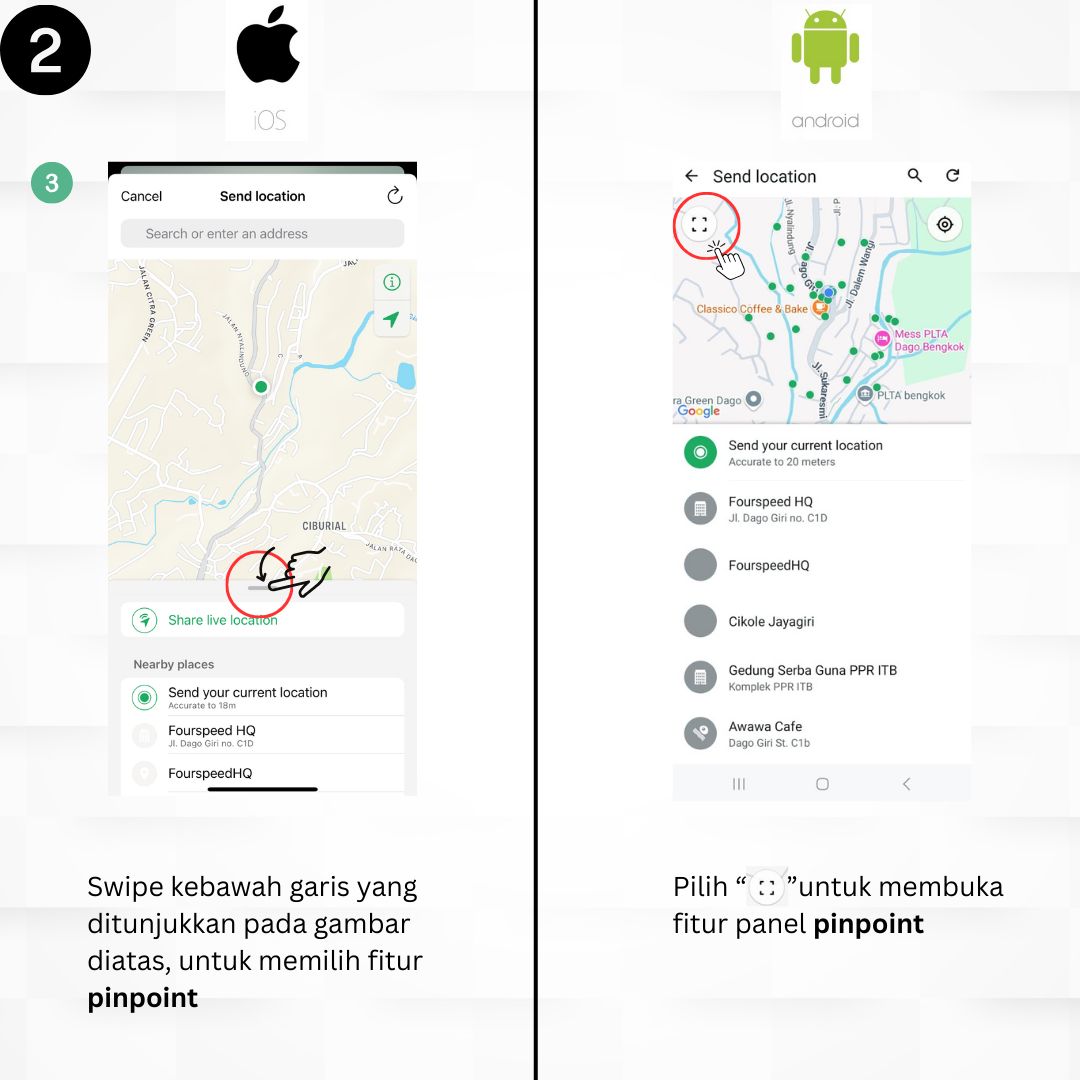 2
iOS
3
Cancel
Send location
Search or enter an address
JALAN CITRA GREEN
JALAN NYALINDUNG
CIBURIAL
JALAN RAYA DAG
Share live location
Nearby places
Send your current location
Accurate to 18m
Fourspeed HQ
Jl. Dago Giri no. C1D
FourspeedHQ
Swipe kebawah garis yang
ditunjukkan pada gambar
diatas, untuk memilih fitur
pinpoint
android
Send location
Jl. Nyalindung
Jl. P
Jl. Dalem Wangi
Classico Coffee & Bake
Mess PLTA
Dago Bengkok
Jl. Sukaresmi
ra Green Dago
PLTA bengkok
Google
Send your current location
Accurate to 20 meters
Fourspeed HQ
Jl. Dago Giri no. C1D
FourspeedHQ
Cikole Jayagiri
Gedung Serba Guna PPR ITB
Komplek PPR ITB
Awawa Cafe
Dago Giri St. C1b
Pilih “ ”untuk membuka
fitur panel pinpoint